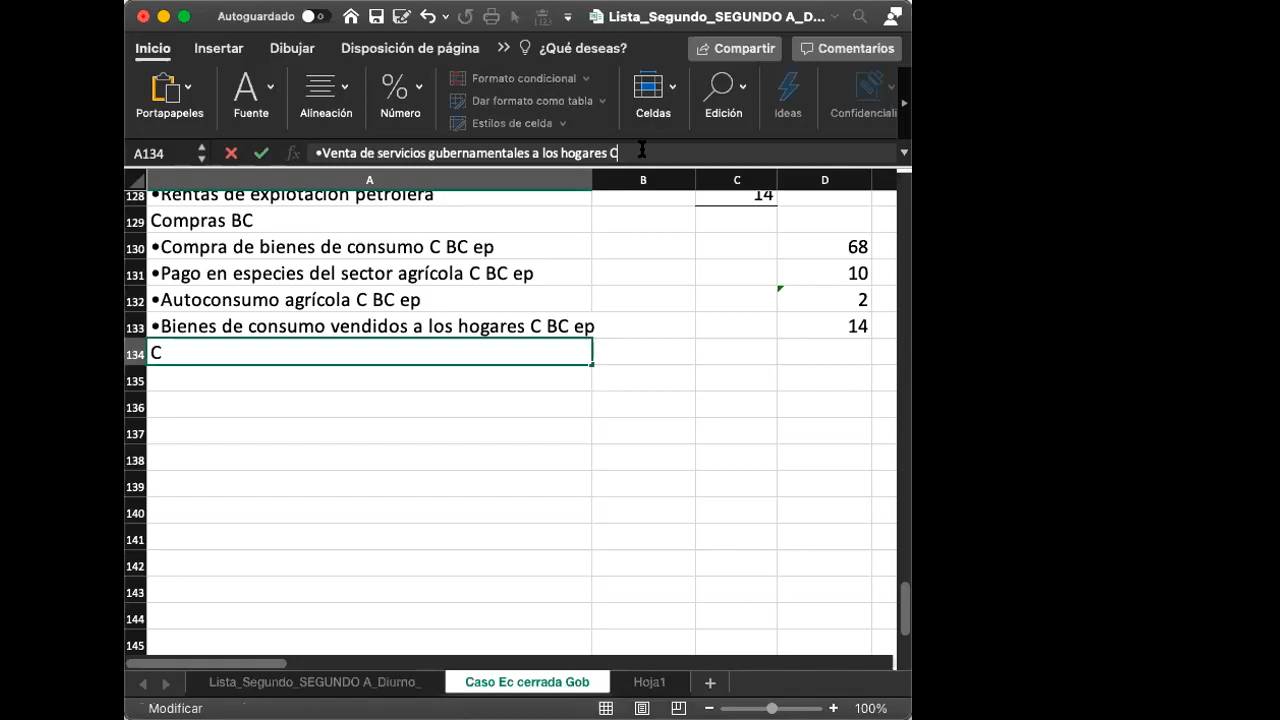 Autoguardado
Lista_Segundo_SEGUNDO A_D...
Inicio Insertar Dibujar Disposición de página >> ¿Qué deseas? Compartir Comentarios
Portapapeles Fuente Alineación Número Formato condicional Dar formato como tabla Estilos de celda Celdas Edición Ideas Confidenciali
A134 fx •Venta de servicios gubernamentales a los hogares C
A B C D
128 •Rentas de explotación petrolera 14
129 Compras BC
130 •Compra de bienes de consumo C BC ep 68
131 •Pago en especies del sector agrícola C BC ep 10
132 •Autoconsumo agrícola C BC ep 2
133 •Bienes de consumo vendidos a los hogares C BC ep 14
134 C
135
136
137
138
139
140
141
142
143
144
145
Lista_Segundo_SEGUNDO A_Diurno_ Caso Ec cerrada Gob Hoja1 +
Modificar 100%